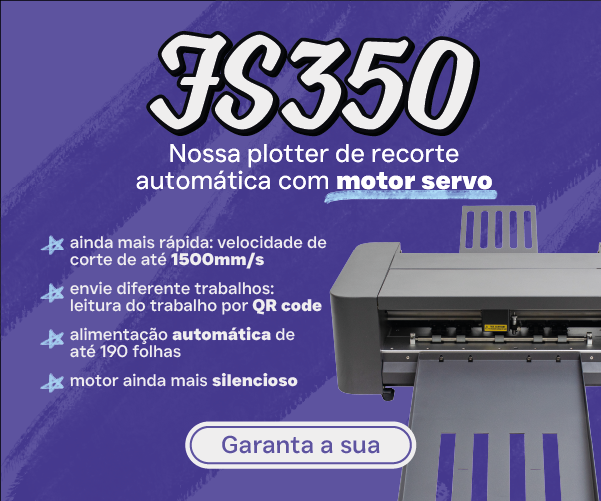 FS350
Nossa plotter de recorte
automática com motor servo
ainda mais rápida: velocidade de
corte de até 1500mm/s
envie diferente trabalhos:
leitura do trabalho por QR code
alimentação automática de
até 190 folhas
motor ainda mais silencioso
Garanta a sua